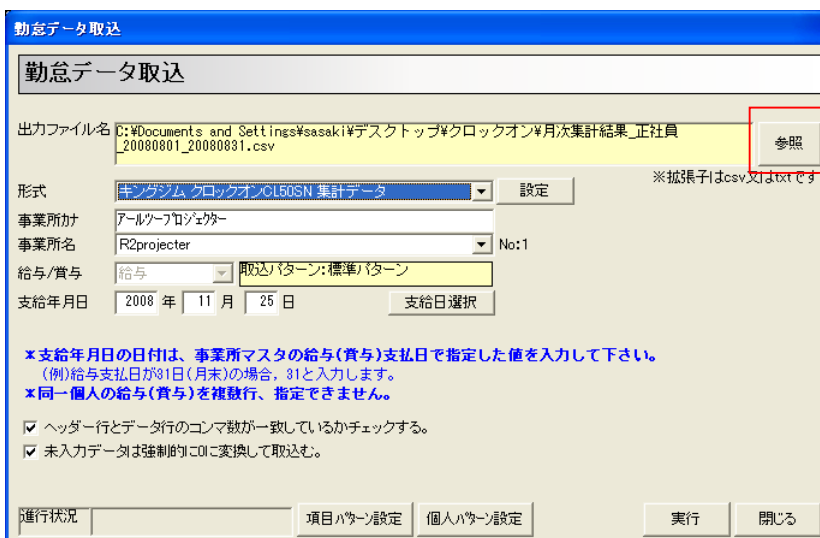 勤怠データ取込
勤怠データ取込
出力ファイル名 C:¥Documents and Settings¥sasaki¥デスクトップ¥クロックオン¥月次集計結果_正社員
_20080801_20080831.csv
参照
※拡張子はcsv又はtxtです
形式 キングジム クロックオンCL50SN 集計データ 設定
事業所ｶﾅ ｱｰﾙﾂｰﾌﾟﾛｼﾞｪｸﾀｰ
事業所名 R2projecter No:1
給与/賞与 給与 取込パターン:標準パターン
支給年月日 2008 年 11 月 25 日 支給日選択
*支給年月日の日付は、事業所マスタの給与(賞与)支払日で指定した値を入力して下さい。
(例)給与支払日が31日(月末)の場合，31と入力します。
*同一個人の給与(賞与)を複数行、指定できません。
ヘッダー行とデータ行のコンマ数が一致しているかチェックする。
未入力データは強制的に0に変換して取込む。
進行状況 項目ﾊﾟﾀｰﾝ設定 個人ﾊﾟﾀｰﾝ設定 実行 閉じる